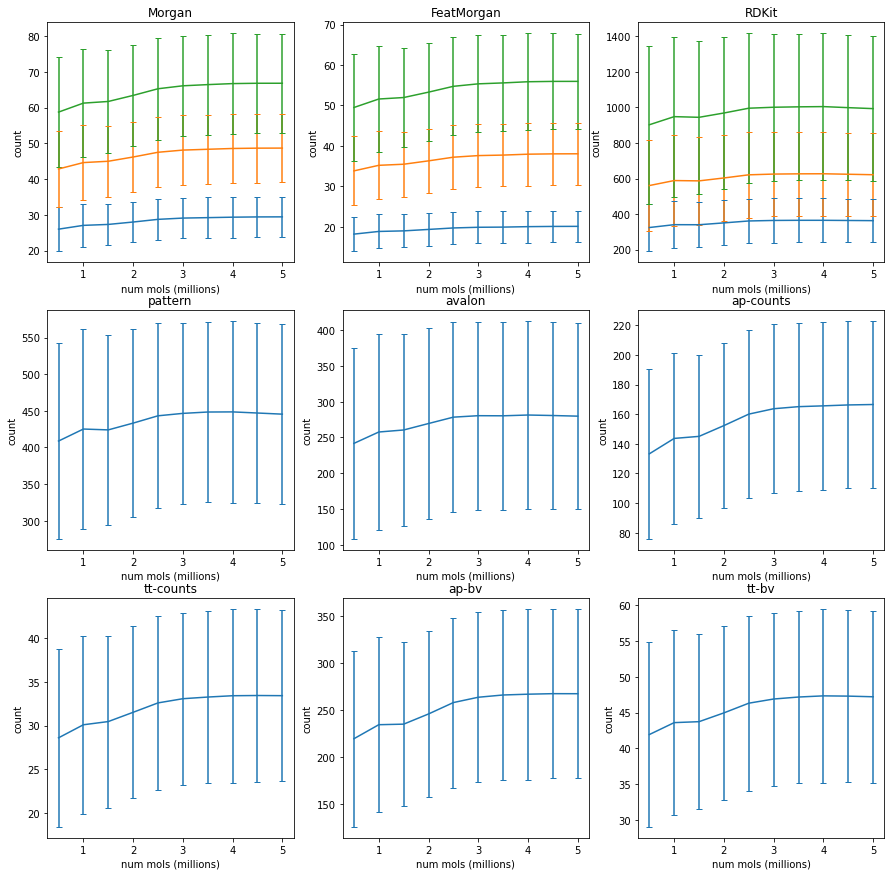 Morgan
count
80
70
60
50
40
30
20
1 2 3 4 5
num mols (millions)
FeatMorgan
count
70
60
50
40
30
20
1 2 3 4 5
num mols (millions)
RDKit
count
1400
1200
1000
800
600
400
200
1 2 3 4 5
num mols (millions)
pattern
count
550
500
450
400
350
300
1 2 3 4 5
num mols (millions)
avalon
count
400
350
300
250
200
150
100
1 2 3 4 5
num mols (millions)
ap-counts
count
220
200
180
160
140
120
100
80
1 2 3 4 5
num mols (millions)
tt-counts
count
40
35
30
25
20
1 2 3 4 5
num mols (millions)
ap-bv
count
350
300
250
200
150
1 2 3 4 5
num mols (millions)
tt-bv
count
60
55
50
45
40
35
30
1 2 3 4 5
num mols (millions)